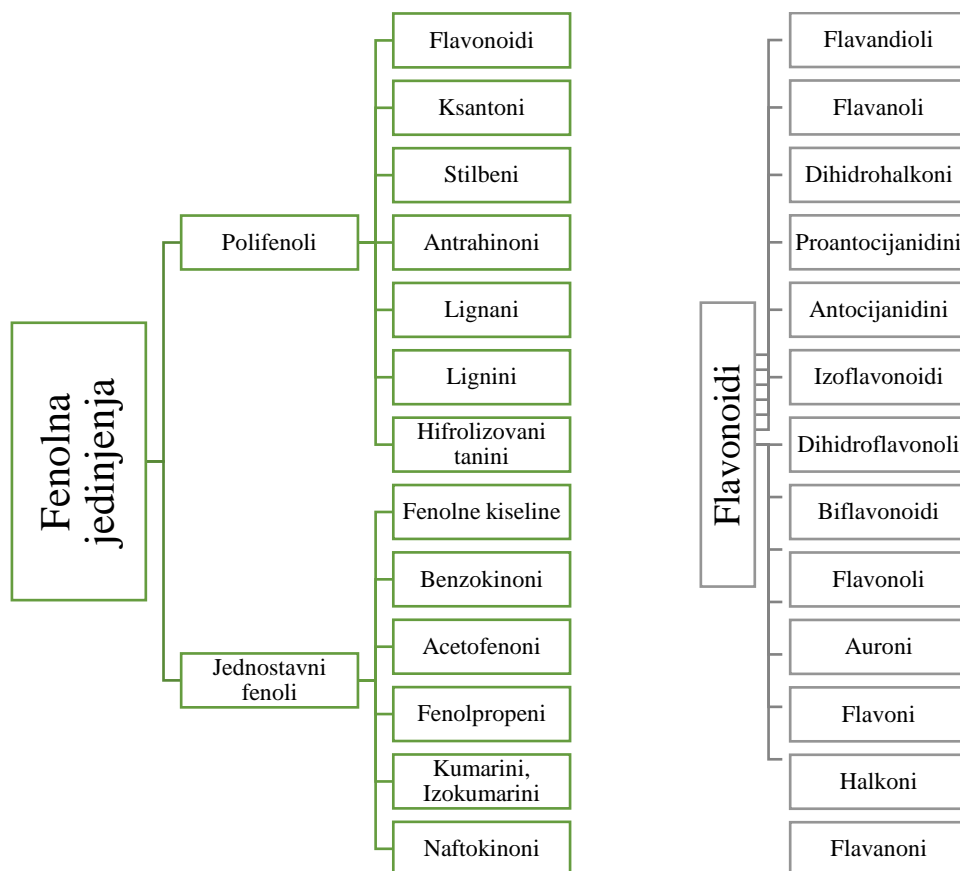 Fenolna
jedinjenja
Polifenoli
Flavonoidi
Ksantoni
Stilbeni
Antrahinoni
Lignani
Lignini
Hifrolizovani
tanini
Jednostavni
fenoli
Fenolne kiseline
Benzokinoni
Acetofenoni
Fenolpropeni
Kumarini,
Izokumarini
Naftokinoni
Flavonoidi
Flavandioli
Flavanoli
Dihidrohalkoni
Proantocijanidini
Antocijanidini
Izoflavonoidi
Dihidroflavonoli
Biflavonoidi
Flavonoli
Auroni
Flavoni
Halkoni
Flavanoni